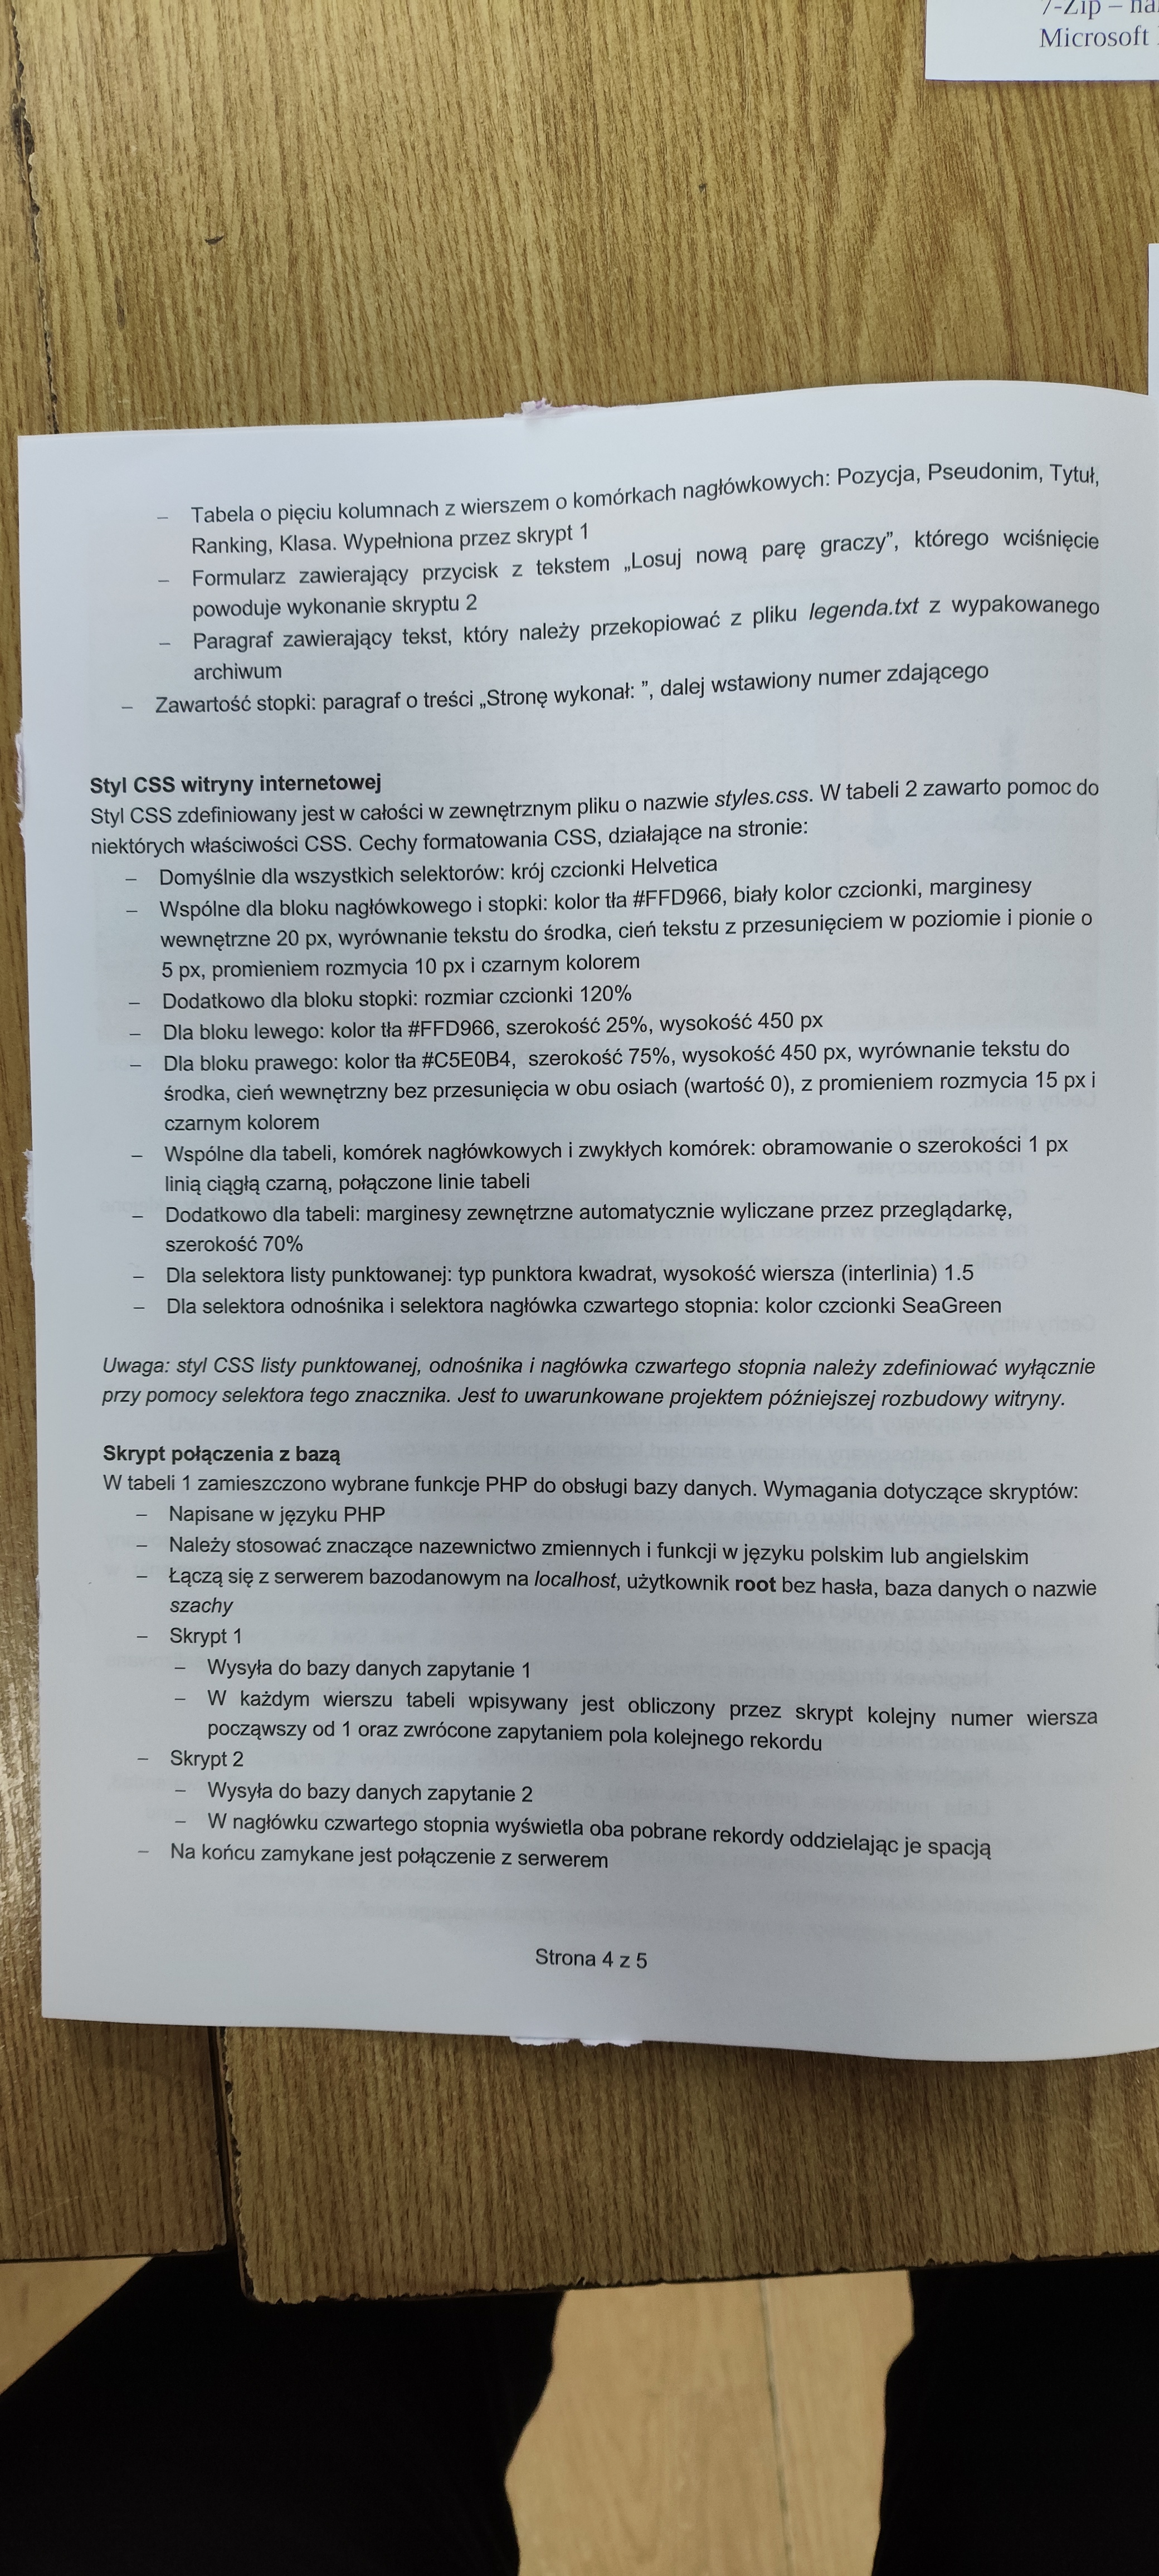 7-Zip – na
Microsoft
– Tabela o pięciu kolumnach z wierszem o komórkach nagłówkowych: Pozycja, Pseudonim, Tytuł,
Ranking, Klasa. Wypełniona przez skrypt 1
– Formularz zawierający przycisk z tekstem „Losuj nową parę graczy”, którego wciśnięcie
powoduje wykonanie skryptu 2
– Paragraf zawierający tekst, który należy przekopiować z pliku legenda.txt z wypakowanego
archiwum
– Zawartość stopki: paragraf o treści „Stronę wykonał: ”, dalej wstawiony numer zdającego
Styl CSS witryny internetowej
Styl CSS zdefiniowany jest w całości w zewnętrznym pliku o nazwie styles.css. W tabeli 2 zawarto pomoc do
niektórych właściwości CSS. Cechy formatowania CSS, działające na stronie:
– Domyślnie dla wszystkich selektorów: krój czcionki Helvetica
– Wspólne dla bloku nagłówkowego i stopki: kolor tła #FFD966, biały kolor czcionki, marginesy
wewnętrzne 20 px, wyrównanie tekstu do środka, cień tekstu z przesunięciem w poziomie i pionie o
5 px, promieniem rozmycia 10 px i czarnym kolorem
– Dodatkowo dla bloku stopki: rozmiar czcionki 120%
– Dla bloku lewego: kolor tła #FFD966, szerokość 25%, wysokość 450 px
– Dla bloku prawego: kolor tła #C5E0B4, szerokość 75%, wysokość 450 px, wyrównanie tekstu do
środka, cień wewnętrzny bez przesunięcia w obu osiach (wartość 0), z promieniem rozmycia 15 px i
czarnym kolorem
– Wspólne dla tabeli, komórek nagłówkowych i zwykłych komórek: obramowanie o szerokości 1 px
linią ciągłą czarną, połączone linie tabeli
– Dodatkowo dla tabeli: marginesy zewnętrzne automatycznie wyliczane przez przeglądarkę,
szerokość 70%
– Dla selektora listy punktowanej: typ punktora kwadrat, wysokość wiersza (interlinia) 1.5
– Dla selektora odnośnika i selektora nagłówka czwartego stopnia: kolor czcionki SeaGreen
Uwaga: styl CSS listy punktowanej, odnośnika i nagłówka czwartego stopnia należy zdefiniować wyłącznie
przy pomocy selektora tego znacznika. Jest to uwarunkowane projektem późniejszej rozbudowy witryny.
Skrypt połączenia z bazą
W tabeli 1 zamieszczono wybrane funkcje PHP do obsługi bazy danych. Wymagania dotyczące skryptów:
– Napisane w języku PHP
– Należy stosować znaczące nazewnictwo zmiennych i funkcji w języku polskim lub angielskim
– Łączą się z serwerem bazodanowym na localhost, użytkownik root bez hasła, baza danych o nazwie
szachy
– Skrypt 1
– Wysyła do bazy danych zapytanie 1
– W każdym wierszu tabeli wpisywany jest obliczony przez skrypt kolejny numer wiersza
począwszy od 1 oraz zwrócone zapytaniem pola kolejnego rekordu
– Skrypt 2
– Wysyła do bazy danych zapytanie 2
– W nagłówku czwartego stopnia wyświetla oba pobrane rekordy oddzielając je spacją
– Na końcu zamykane jest połączenie z serwerem
Strona 4 z 5